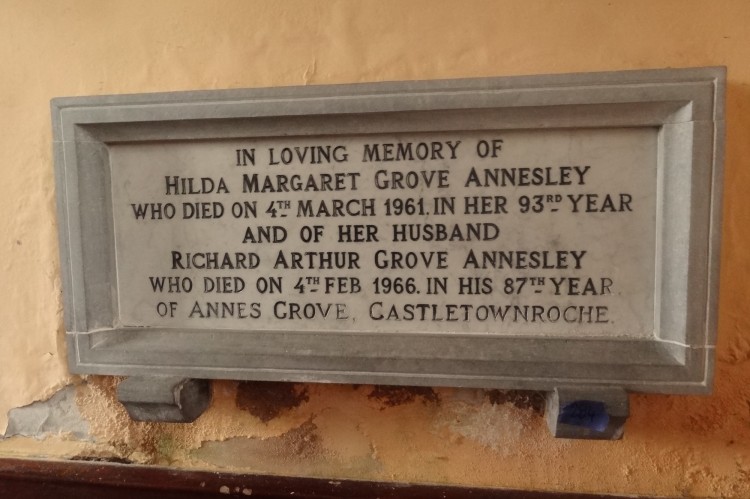 IN LOVING MEMORY OF
HILDA MARGARET GROVE ANNESLEY
WHO DIED ON 4TH MARCH 1961. IN HER 93RD YEAR
AND OF HER HUSBAND
RICHARD ARTHUR GROVE ANNESLEY
WHO DIED ON 4TH FEB 1966. IN HIS 87TH YEAR.
OF ANNES GROVE, CASTLETOWNROCHE.